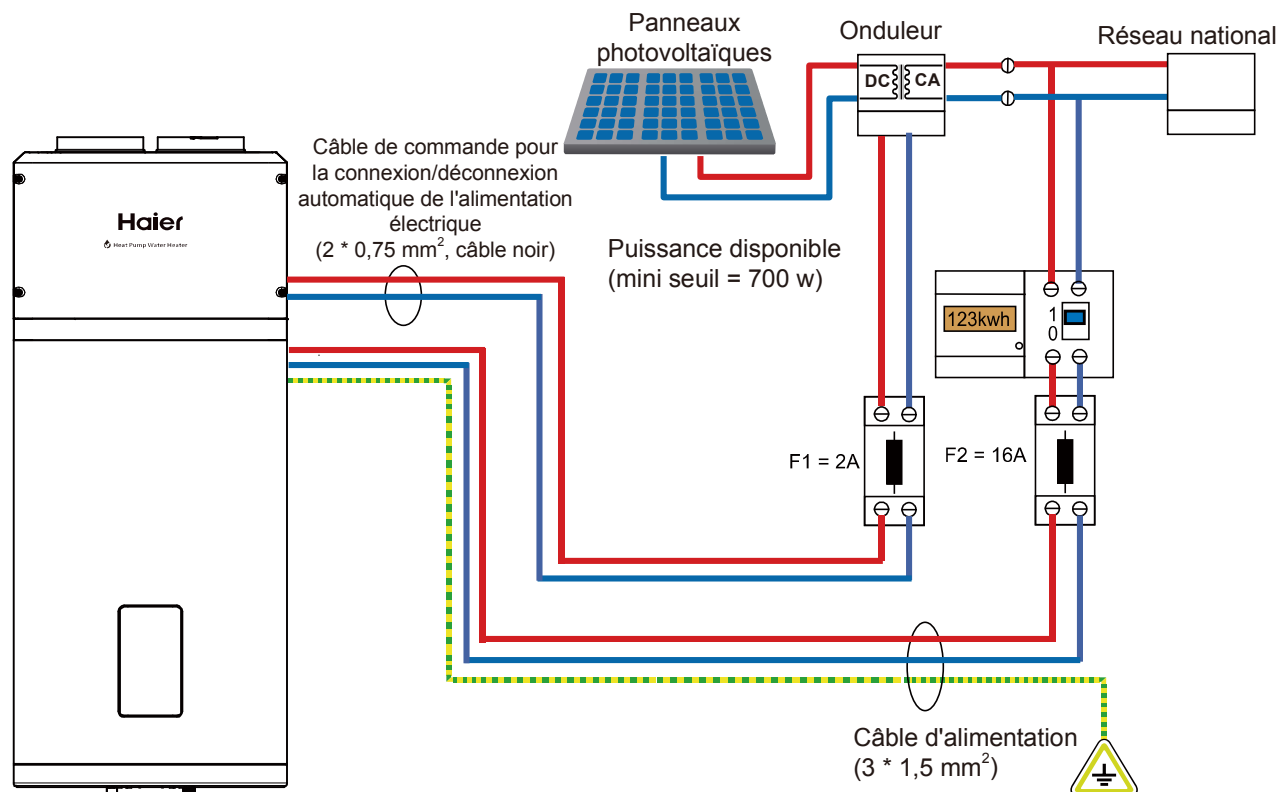 Panneaux
photovoltaïques
Onduleur
Réseau national
DC
CA
Câble de commande pour
la connexion/déconnexion
automatique de l'alimentation
électrique
(2 * 0,75 mm², câble noir)
Haier
Heat Pump Water Heater
Puissance disponible
(mini seuil = 700 w)
123kwh
1
0
F1 = 2A
F2 = 16A
Câble d'alimentation
(3 * 1,5 mm²)